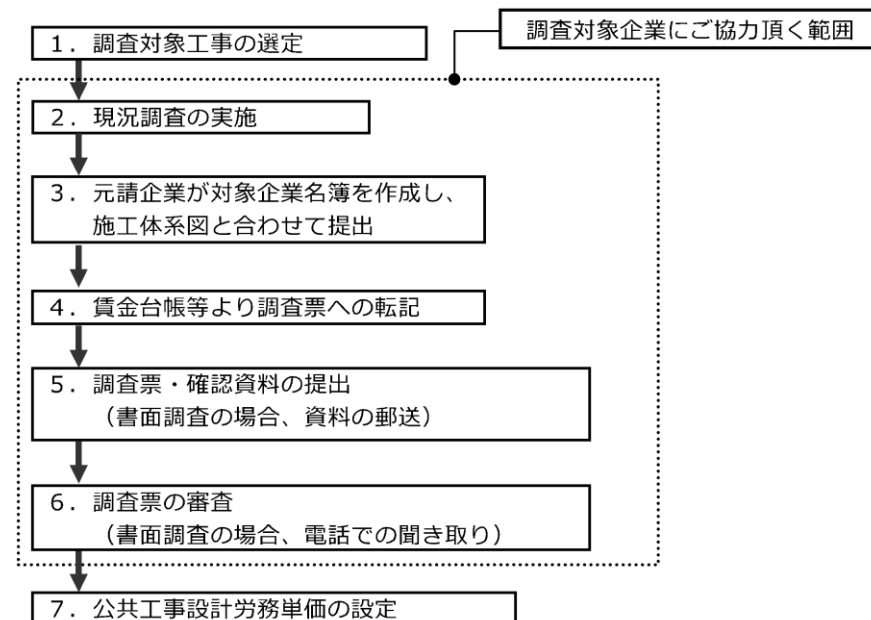 調査対象企業にご協力頂く範囲
1．調査対象工事の選定
2．現況調査の実施
3．元請企業が対象企業名簿を作成し、
施工体系図と合わせて提出
4．賃金台帳等より調査票への転記
5．調査票・確認資料の提出
（書面調査の場合、資料の郵送）
6．調査票の審査
（書面調査の場合、電話での聞き取り）
7．公共工事設計労務単価の設定